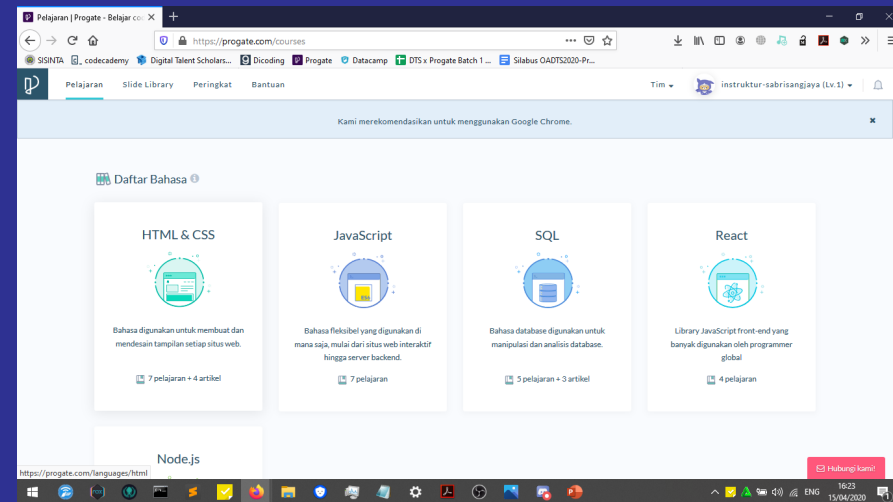 Pelajaran | Progate - Belajar co
https://progate.com/courses
SISINTA
codecademy
Digital Talent Scholars...
Dicoding
Progate
Datacamp
DTS x Progate Batch 1 ...
Silabus OADTS2020-Pr...
Pelajaran
Slide Library
Peringkat
Bantuan
Tim
instruktur-sabrisangjaya (Lv.1)
Kami merekomendasikan untuk menggunakan Google Chrome.
Daftar Bahasa
HTML & CSS
Bahasa digunakan untuk membuat dan
mendesain tampilan setiap situs web.
7 pelajaran + 4 artikel
JavaScript
Bahasa fleksibel yang digunakan di
mana saja, mulai dari situs web interaktif
hingga server backend.
7 pelajaran
SQL
Bahasa database digunakan untuk
manipulasi dan analisis database.
5 pelajaran + 3 artikel
React
Library JavaScript front-end yang
banyak digunakan oleh programmer
global
4 pelajaran
Node.js
https://progate.com/languages/html
Hubungi kami!
ENG
16:23
15/04/2020